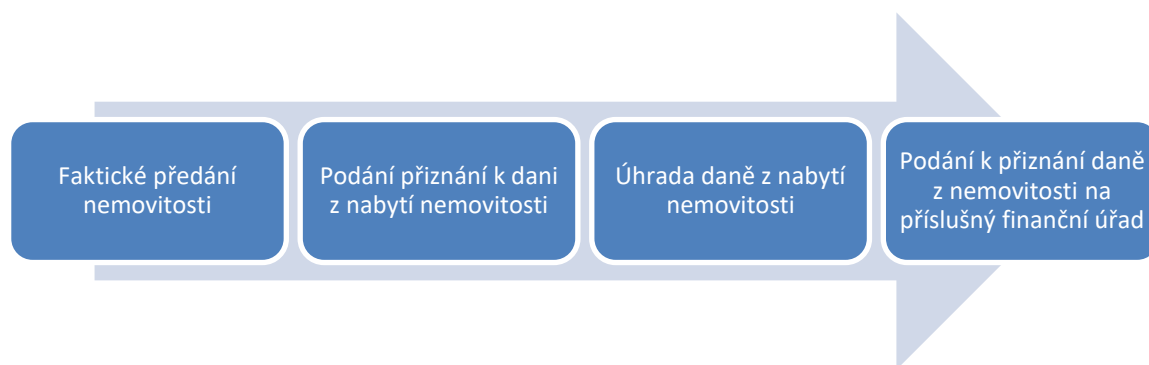 Faktické předání
nemovitosti
Podání přiznání k dani
z nabytí nemovitosti
Úhrada daně z nabytí
nemovitosti
Podání k přiznání daně
z nemovitosti na
příslušný finanční úřad